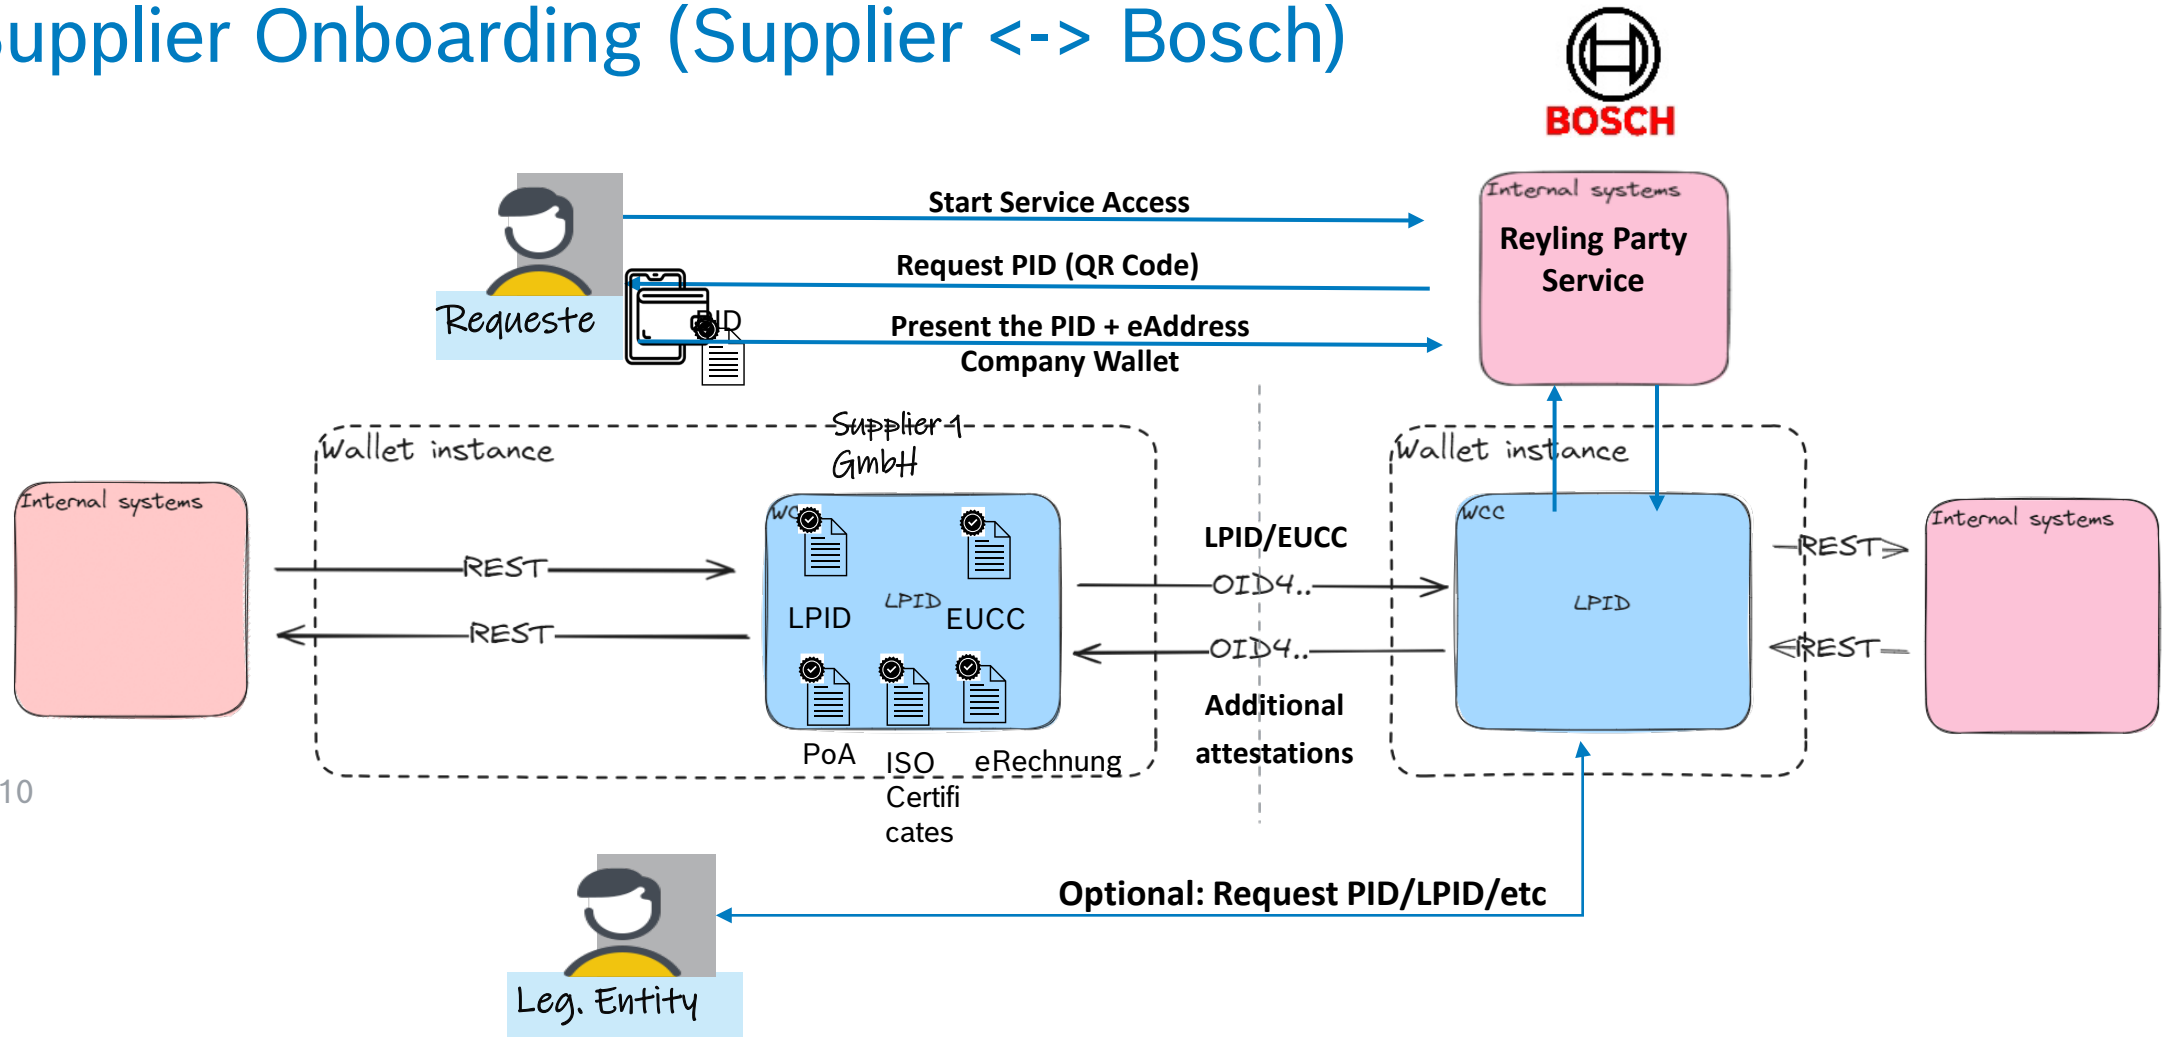 upplier Onboarding (Supplier <-> Bosch)
BOSCH
Start Service Access
Internal systems
Reyling Party
Service
Request PID (QR Code)
Requeste
PID
Present the PID + eAddress
Company Wallet
Supplier 1
GmbH
Wallet instance
Wallet instance
Internal systems
WCC
Internal systems
LPID/EUCC
REST
REST
OID4..
LPID
LPID
EUCC
LPID
REST
OID4..
REST
Additional
attestations
PoA
ISO
Certifi
cates
eRechnung
10
Optional: Request PID/LPID/etc
Leg. Entity